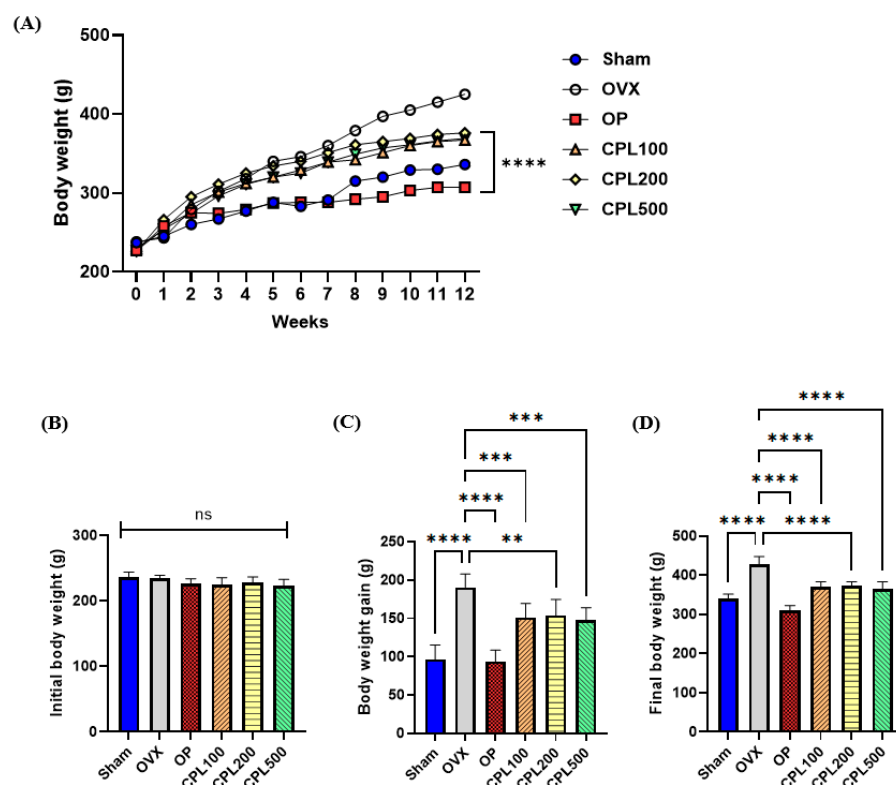 (A)
500
400
300
200
Body weight (g)
0 1 2 3 4 5 6 7 8 9 10 11 12
Weeks
****
Sham
OVX
OP
CPL100
CPL200
CPL500
(B)
ns
300
200
100
0
Initial body weight (g)
Sham OVX OP CPL100 CPL200 CPL500
(C)
***
***
****
**** **
250
200
150
100
50
0
Body weight gain (g)
Sham OVX OP CPL100 CPL200 CPL500
(D)
****
****
****
**** ****
500
400
300
200
100
0
Final body weight (g)
Sham OVX OP CPL100 CPL200 CPL500